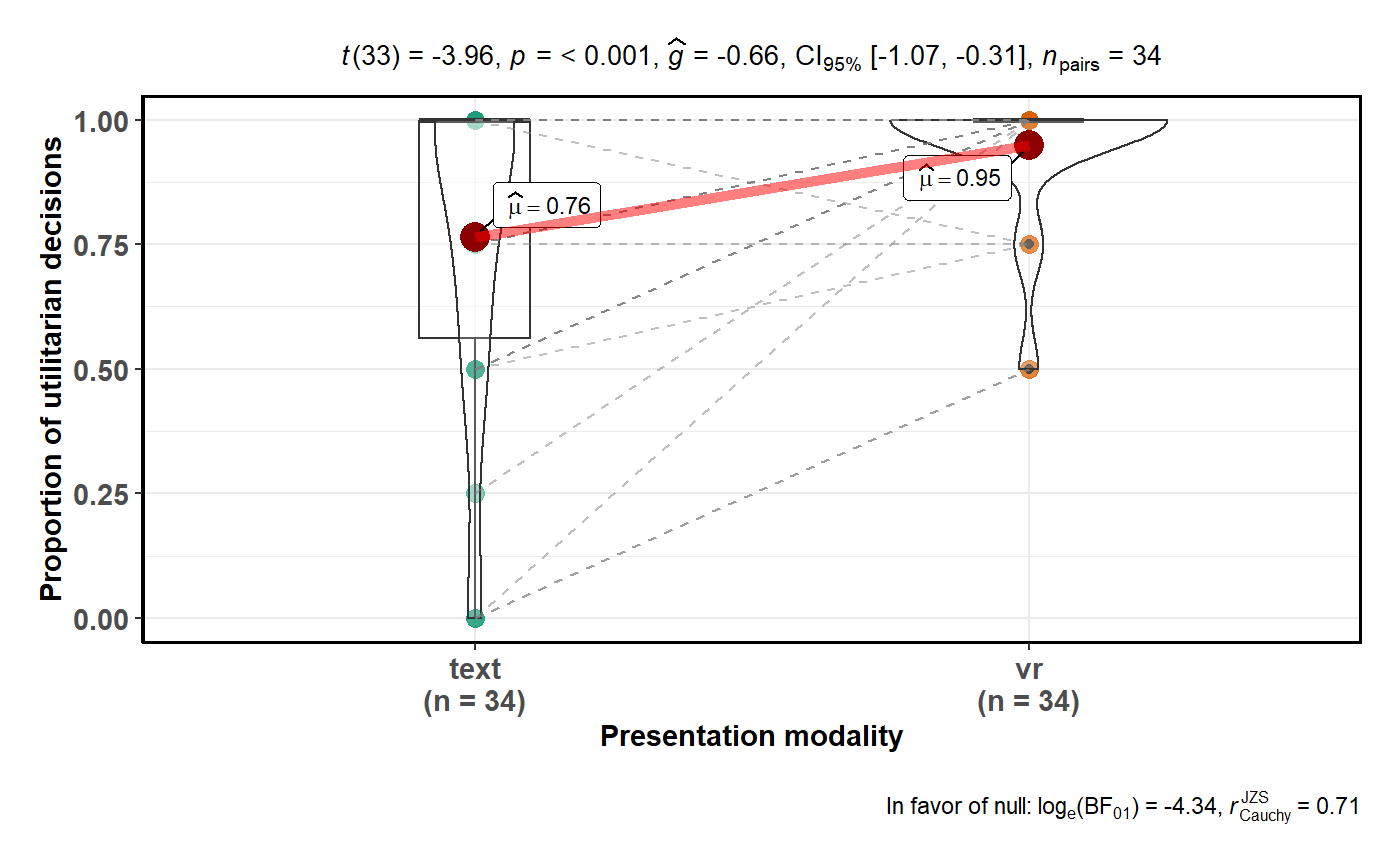 t(33) = -3.96, p = < 0.001, ĝ = -0.66, CI95% [-1.07, -0.31], npairs = 34
Proportion of utilitarian decisions
1.00
0.75
0.50
0.25
0.00
μ̂ = 0.76
μ̂ = 0.95
text
(n = 34)
vr
(n = 34)
Presentation modality
In favor of null: loge(BF01) = -4.34, rJZSCauchy = 0.71